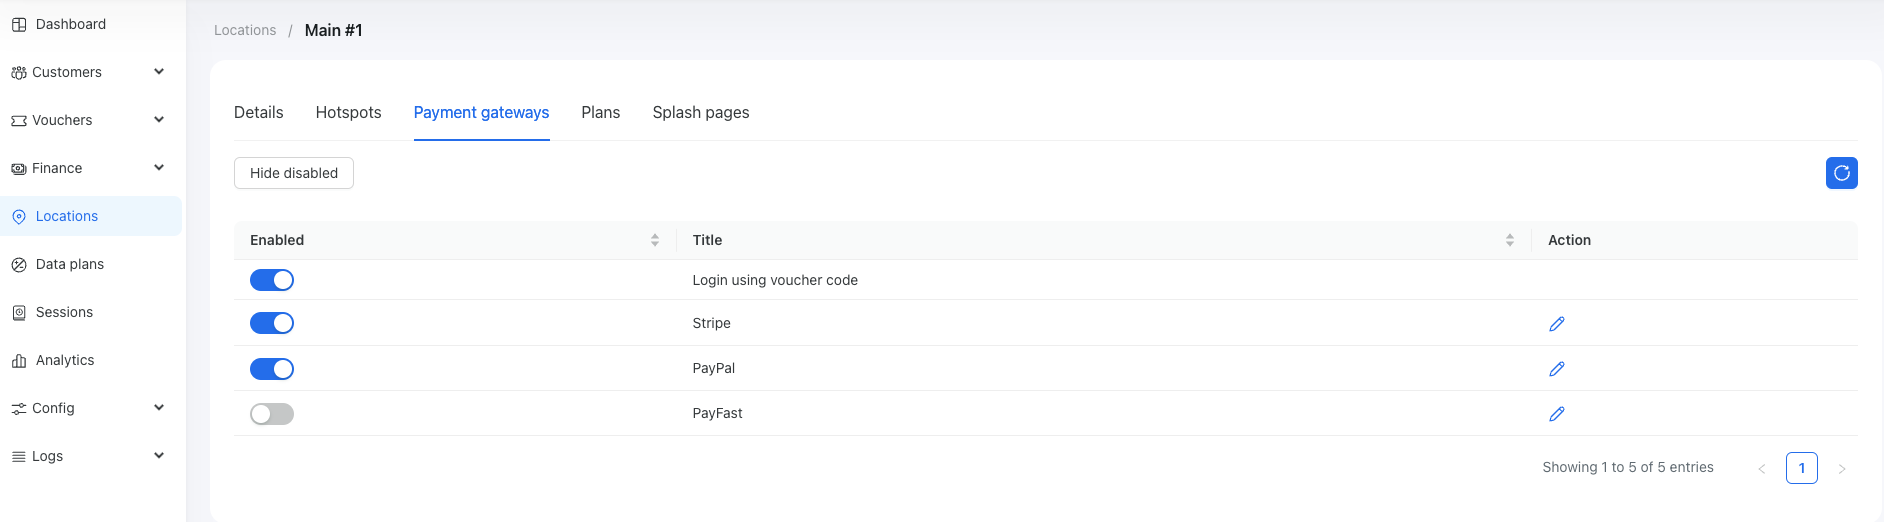 Dashboard
Customers
Vouchers
Finance
Locations
Data plans
Sessions
Analytics
Config
Logs
Locations / Main #1
Details Hotspots Payment gateways Plans Splash pages
Hide disabled
Enabled Title Action
Login using voucher code
Stripe
PayPal
PayFast
Showing 1 to 5 of 5 entries < 1 >